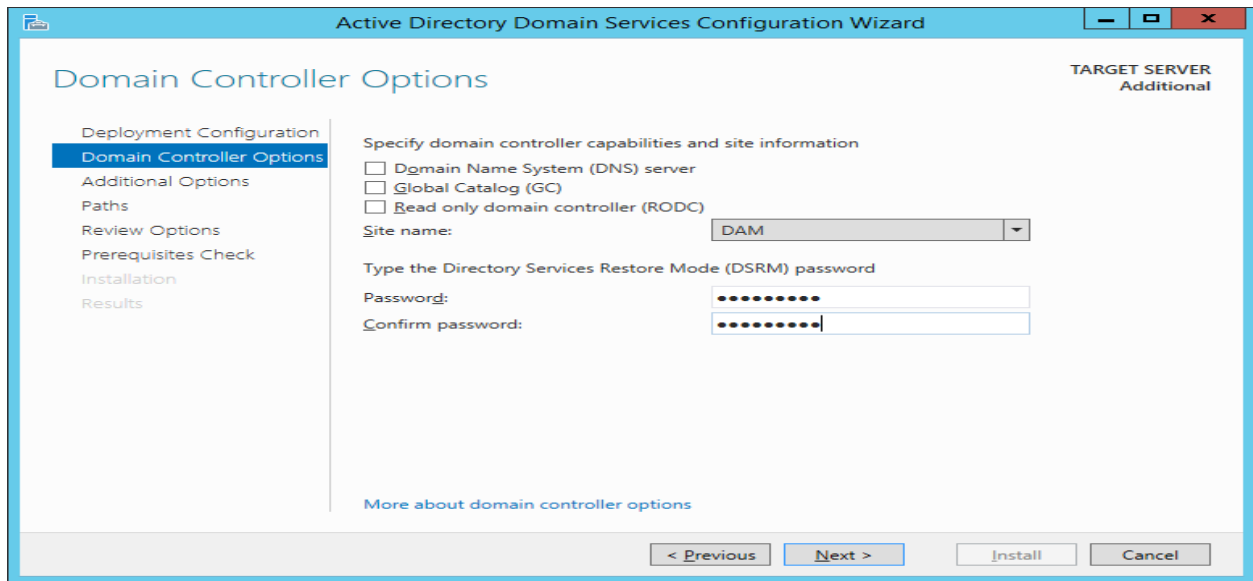 Active Directory Domain Services Configuration Wizard
Domain Controller Options
TARGET SERVER
Additional
Deployment Configuration
Domain Controller Options
Additional Options
Paths
Review Options
Prerequisites Check
Installation
Results
Specify domain controller capabilities and site information
Domain Name System (DNS) server
Global Catalog (GC)
Read only domain controller (RODC)
Site name: DAM
Type the Directory Services Restore Mode (DSRM) password
Password: •••••••••
Confirm password: •••••••••
More about domain controller options
< Previous Next > Install Cancel